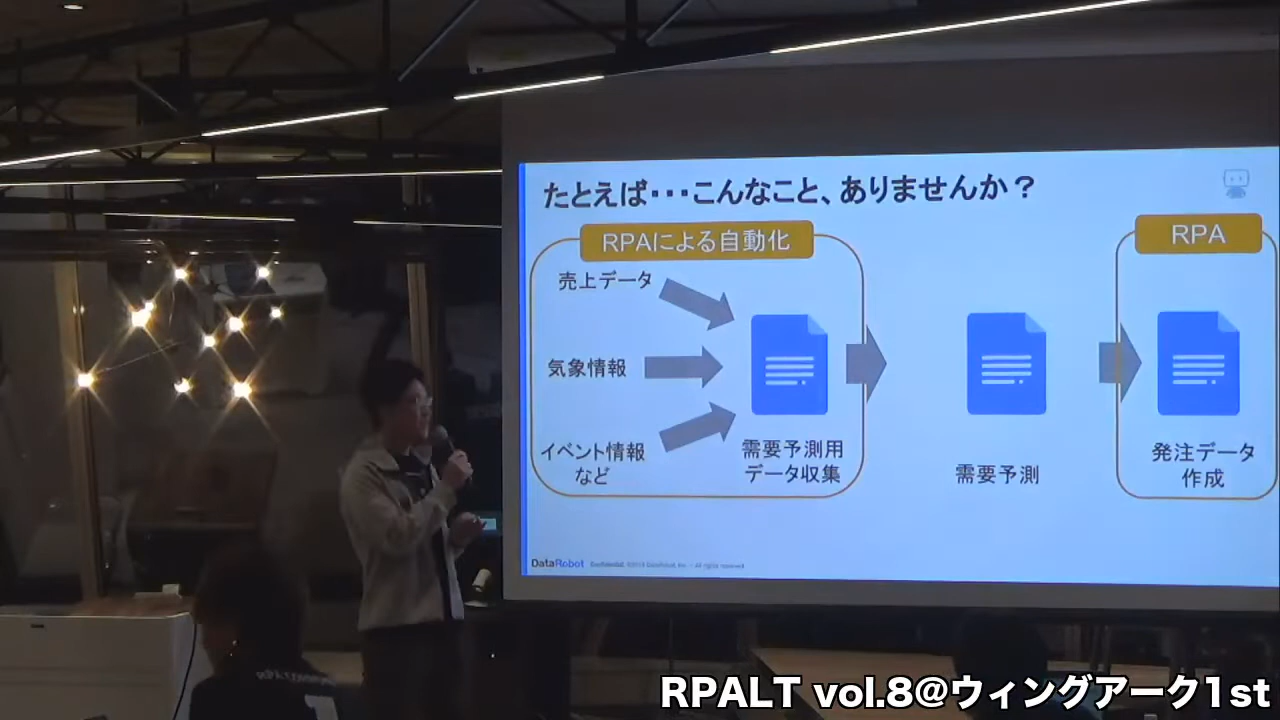 たとえば・・・こんなこと、ありませんか？
RPAによる自動化
RPA
売上データ
気象情報
イベント情報
など
需要予測用
データ収集
需要予測
発注データ
作成
DataRobot
RPALT vol.8@ウィングアーク1st